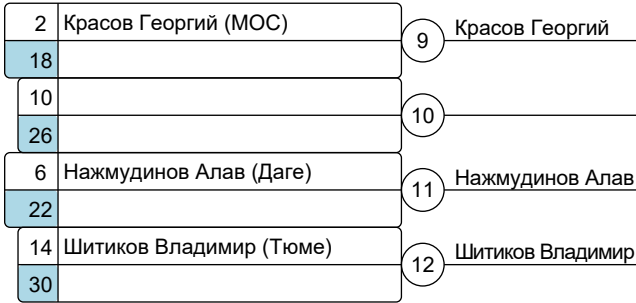 2 Красов Георгий (МОС)
9 Красов Георгий
18
10
10
26
6 Нажмудинов Алав (Даге)
11 Нажмудинов Алав
22
14 Шитиков Владимир (Тюме)
12 Шитиков Владимир
30